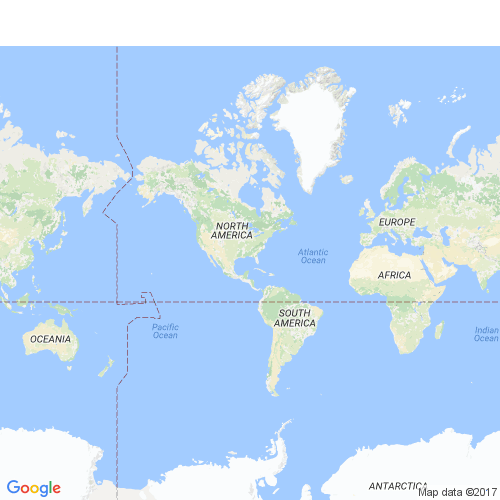 NORTH
AMERICA
EUROPE
Atlantic
Ocean
AFRICA
SOUTH
AMERICA
Pacific
Ocean
Indian
Ocean
OCEANIA
ANTARCTICA
Google
Map data ©2017